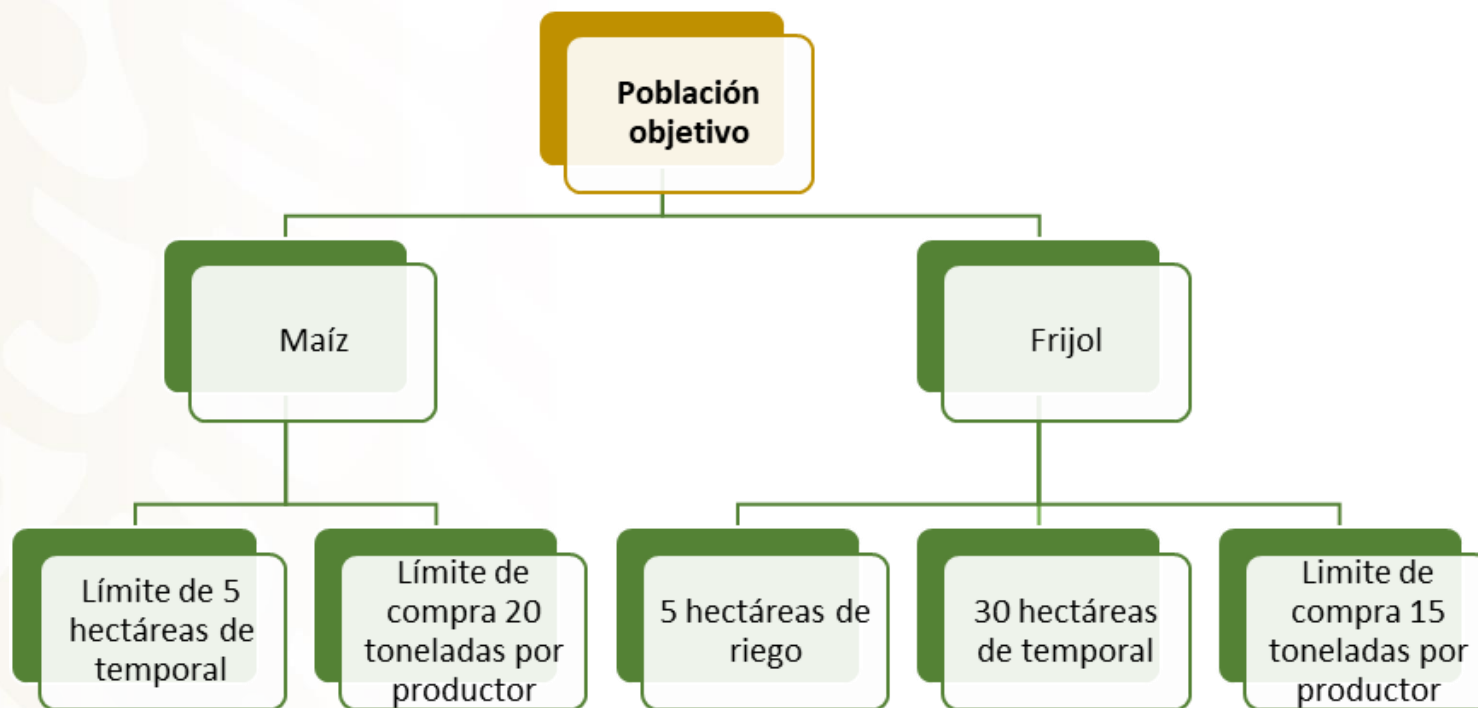 Población
objetivo
Maíz
Frijol
Límite de 5
hectáreas de
temporal
Límite de
compra 20
toneladas por
productor
5 hectáreas de
riego
30 hectáreas
de temporal
Limite de
compra 15
toneladas por
productor